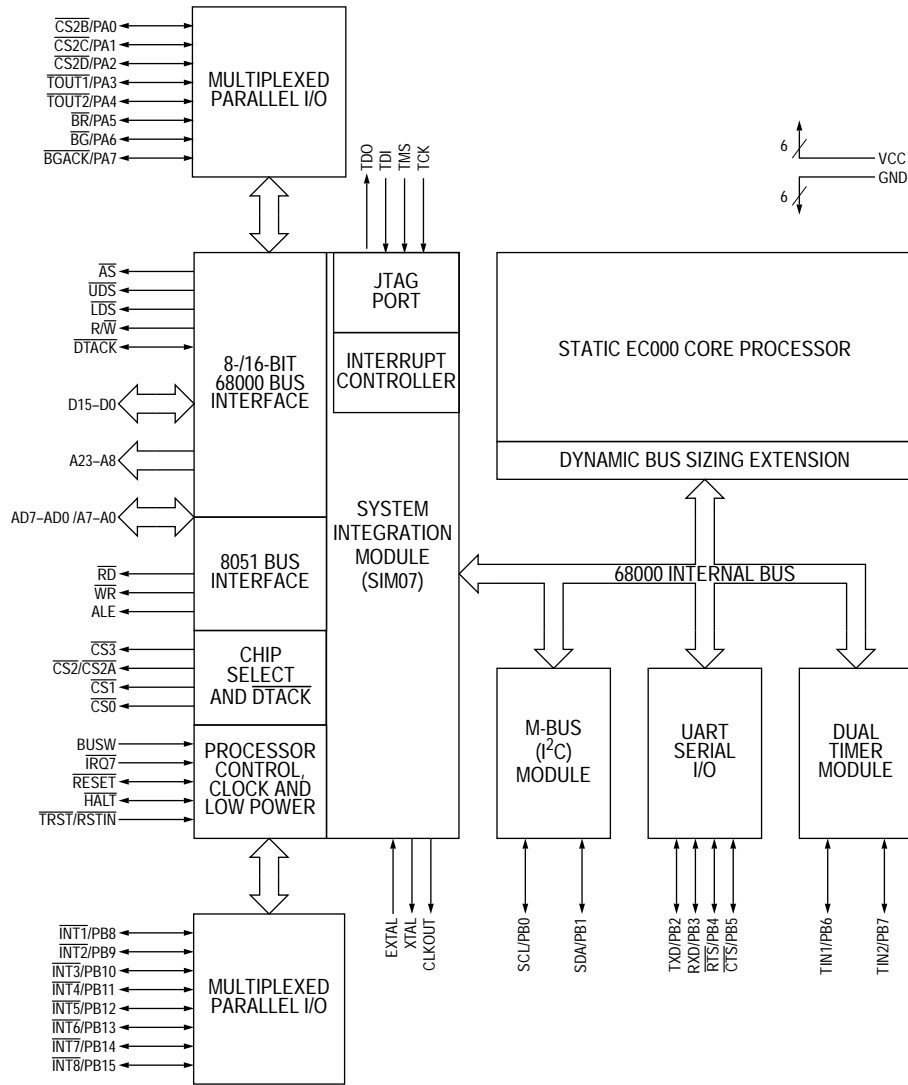 CS2B/PA0
CS2C/PA1
CS2D/PA2
TOUT1/PA3
TOUT2/PA4
BR/PA5
BG/PA6
BGACK/PA7
MULTIPLEXED
PARALLEL I/O
TDO
TDI
TMS
TCK
6
VCC
GND
6
AS
UDS
LDS
R/W
DTACK
D15–D0
A23–A8
AD7–AD0 /A7–A0
RD
WR
ALE
CS3
CS2/CS2A
CS1
CS0
BUSW
IRQ7
RESET
HALT
TRST/RSTIN
8-/16-BIT
68000 BUS
INTERFACE
8051 BUS
INTERFACE
CHIP
SELECT
AND DTACK
PROCESSOR
CONTROL,
CLOCK AND
LOW POWER
JTAG
PORT
INTERRUPT
CONTROLLER
SYSTEM
INTEGRATION
MODULE
(SIM07)
STATIC EC000 CORE PROCESSOR
DYNAMIC BUS SIZING EXTENSION
68000 INTERNAL BUS
M-BUS
(I²C)
MODULE
UART
SERIAL
I/O
DUAL
TIMER
MODULE
EXTAL
XTAL
CLKOUT
SCL/PB0
SDA/PB1
TXD/PB2
RXD/PB3
RTS/PB4
CTS/PB5
TIN1/PB6
TIN2/PB7
INT1/PB8
INT2/PB9
INT3/PB10
INT4/PB11
INT5/PB12
INT6/PB13
INT7/PB14
INT8/PB15
MULTIPLEXED
PARALLEL I/O